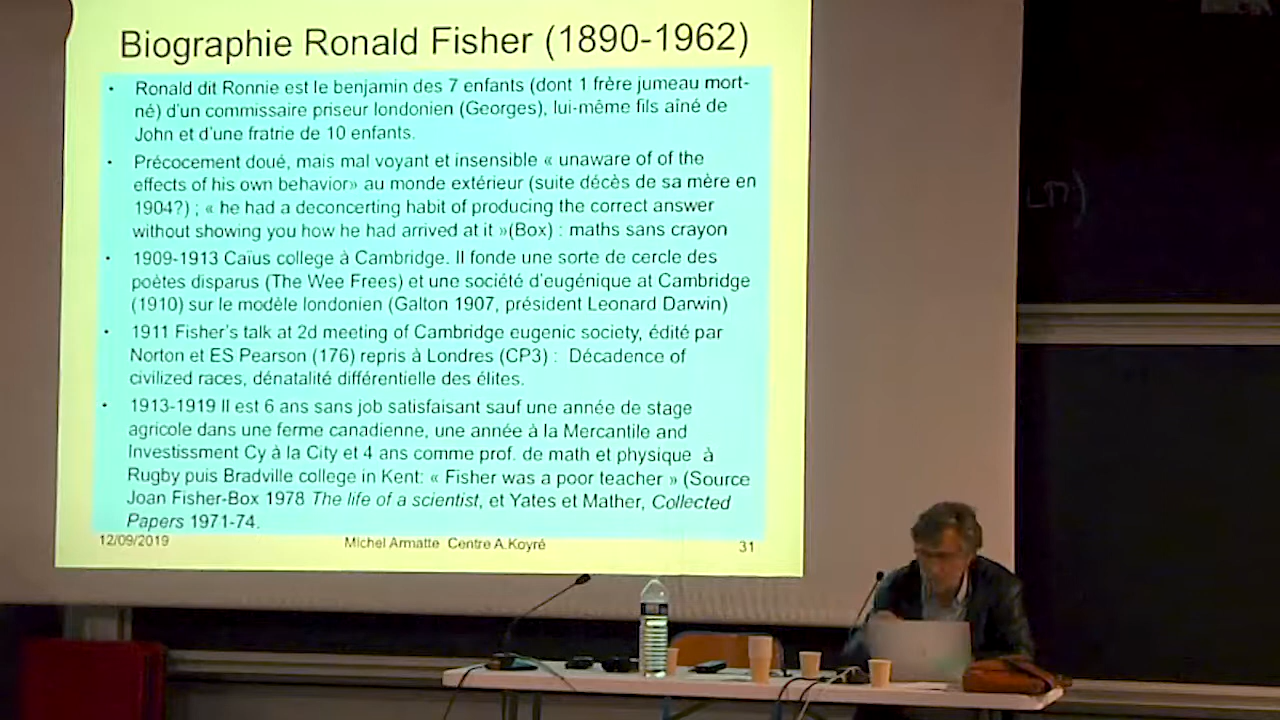 Biographie Ronald Fisher (1890-1962)
• Ronald dit Ronnie est le benjamin des 7 enfants (dont 1 frère jumeau mort-
né) d'un commissaire priseur londonien (Georges), lui-même fils aîné de
John et d'une fratrie de 10 enfants.
• Précocement doué, mais mal voyant et insensible « unaware of of the
effects of his own behavior» au monde extérieur (suite décès de sa mère en
1904?) ; « he had a deconcerting habit of producing the correct answer
without showing you how he had arrived at it »(Box) : maths sans crayon
• 1909-1913 Caïus college à Cambridge. Il fonde une sorte de cercle des
poètes disparus (The Wee Frees) et une société d'eugénique at Cambridge
(1910) sur le modèle londonien (Galton 1907, président Leonard Darwin)
• 1911 Fisher's talk at 2d meeting of Cambridge eugenic society, édité par
Norton et ES Pearson (176) repris à Londres (CP3) : Décadence of
civilized races, dénatalité différentielle des élites.
• 1913-1919 Il est 6 ans sans job satisfaisant sauf une année de stage
agricole dans une ferme canadienne, une année à la Mercantile and
Investissment Cy à la City et 4 ans comme prof. de math et physique à
Rugby puis Bradville college in Kent: « Fisher was a poor teacher » (Source
Joan Fisher-Box 1978 The life of a scientist, et Yates et Mather, Collected
Papers 1971-74.
12/09/2019 Michel Armatte Centre A.Koyré 31